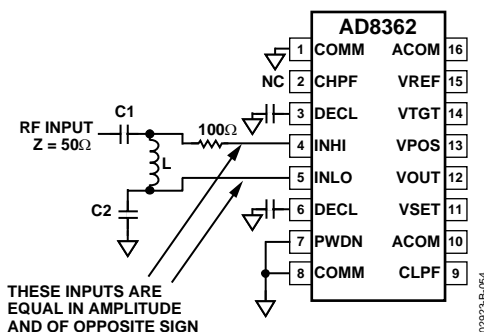 AD8362
1 COMM ACOM 16
NC 2 CHPF VREF 15
C1
3 DECL VTGT 14
RF INPUT
Z = 50Ω
100Ω
L
4 INHI VPOS 13
5 INLO VOUT 12
C2
6 DECL VSET 11
7 PWDN ACOM 10
8 COMM CLPF 9
THESE INPUTS ARE
EQUAL IN AMPLITUDE
AND OF OPPOSITE SIGN
02923-B-054